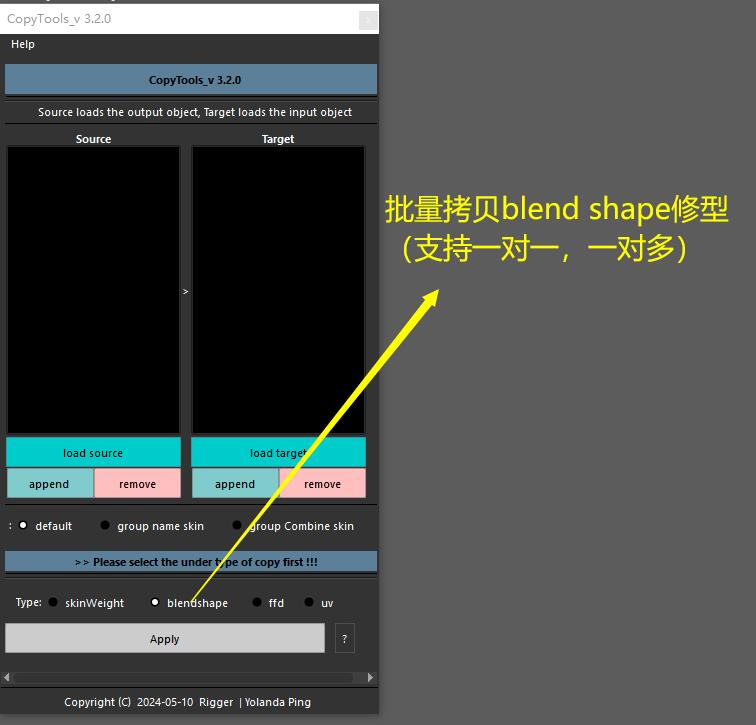 CopyTools_v 3.2.0
Help
CopyTools_v 3.2.0
Source loads the output object, Target loads the input object
Source Target
批量拷贝blend shape修型
（支持一对一，一对多）
>
load source load target
append remove append remove
: default group name skin group Combine skin
>> Please select the under type of copy first !!!
Type: skinWeight blendshape ffd uv
Apply ?
Copyright (C) 2024-05-10 Rigger | Yolanda Ping